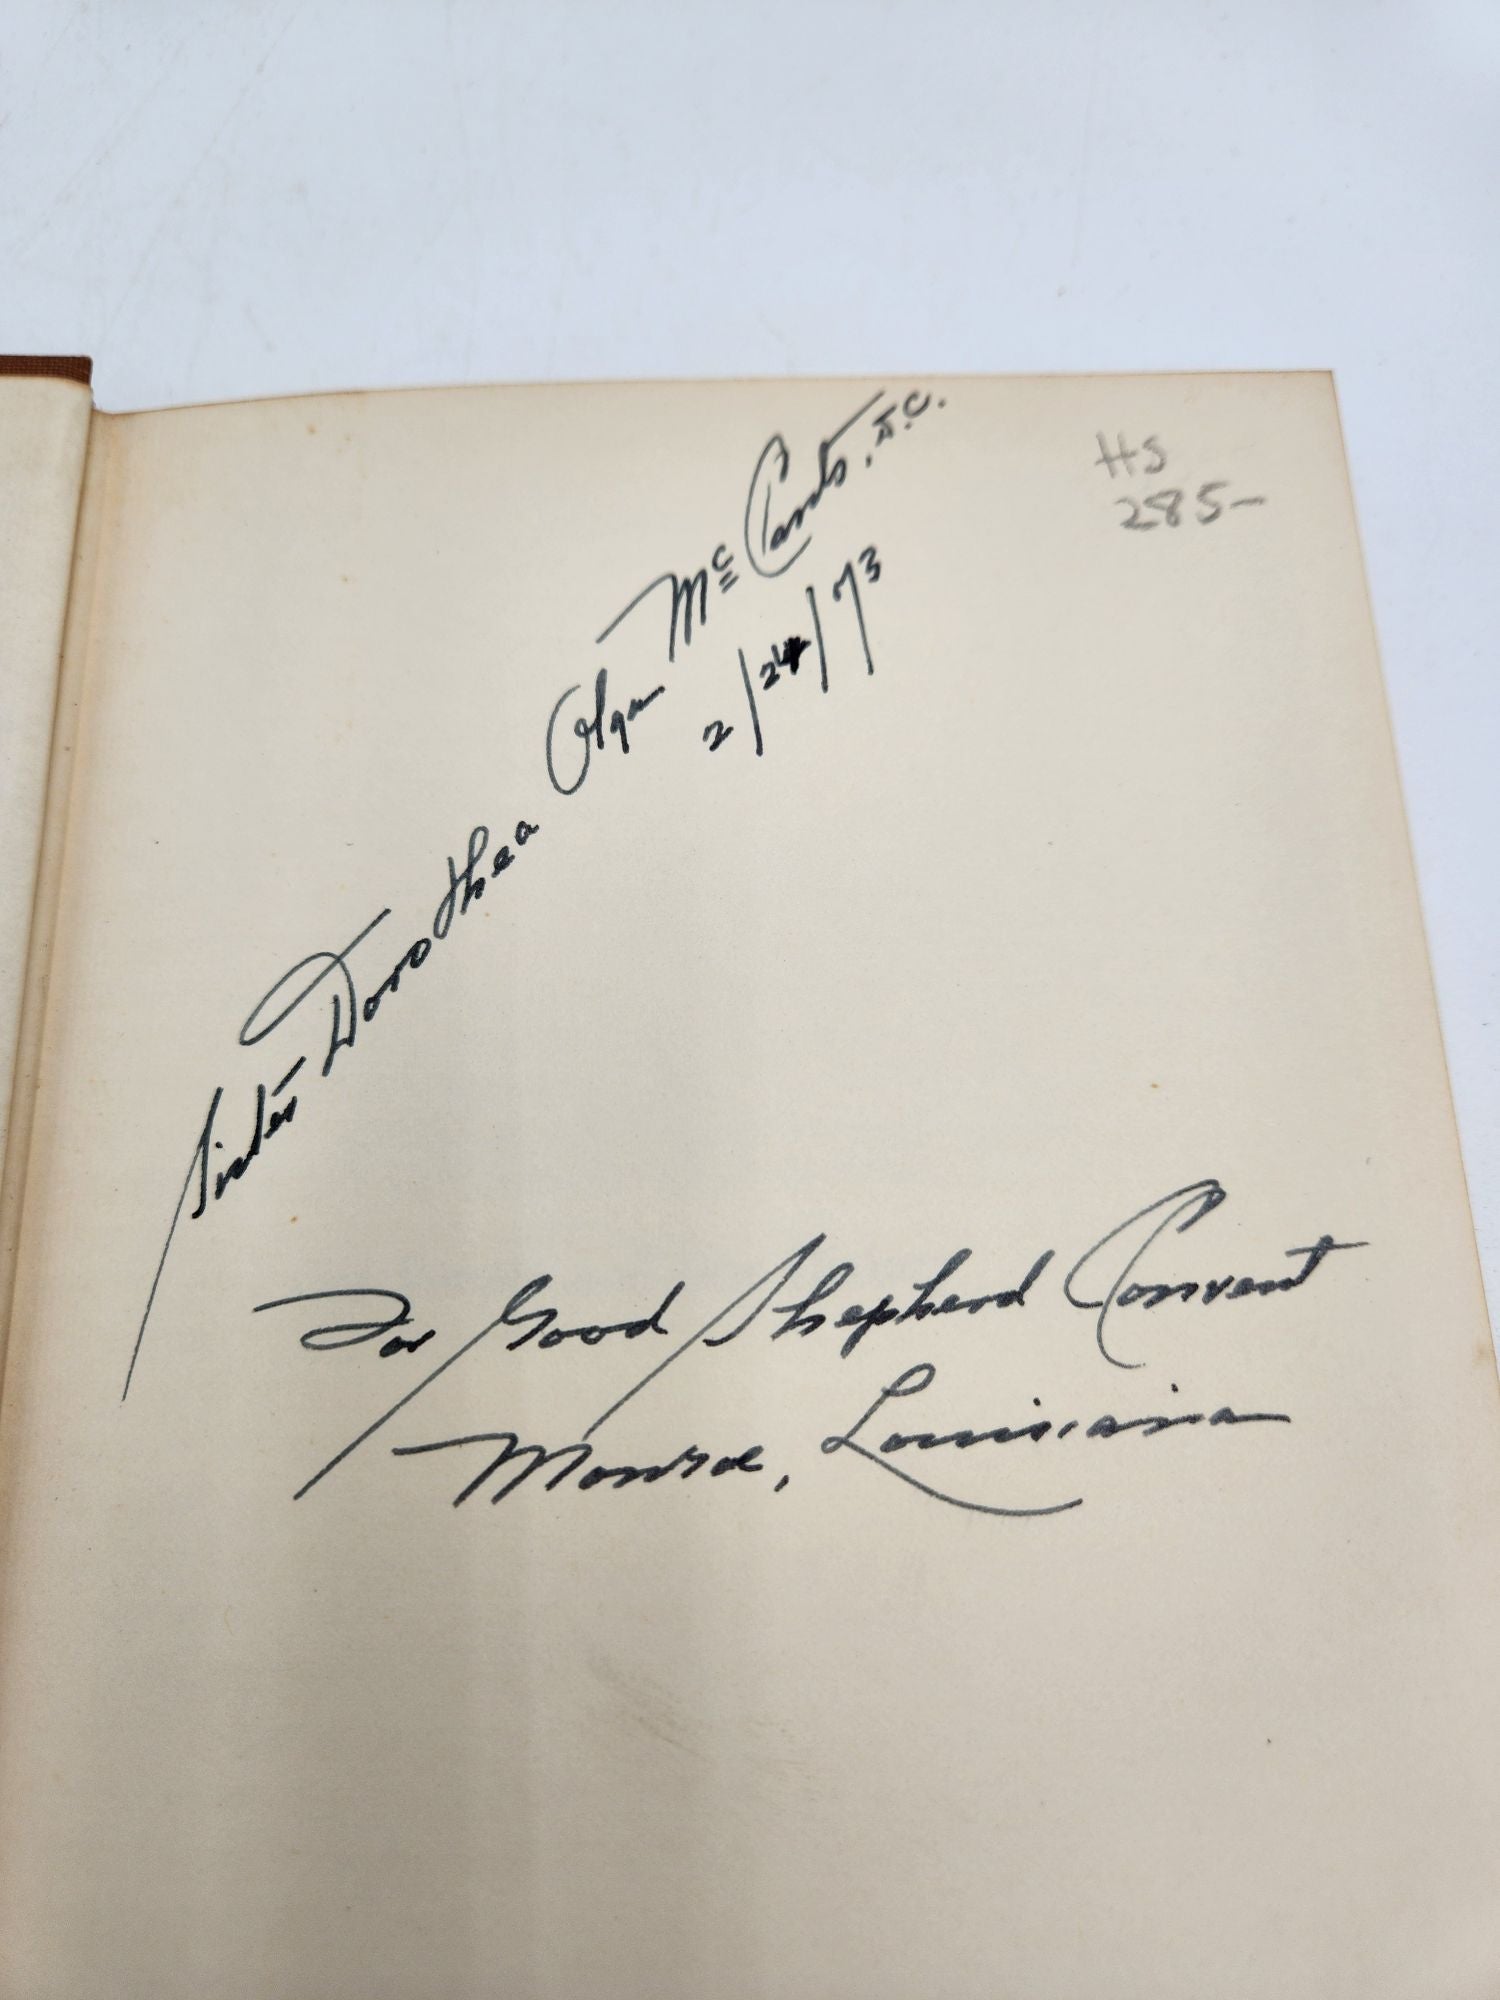 Sister Dorothea Olga McCants, D.C.
2/24/73
HS
285-
For Good Shepherd Convent
Monroe, Louisiana